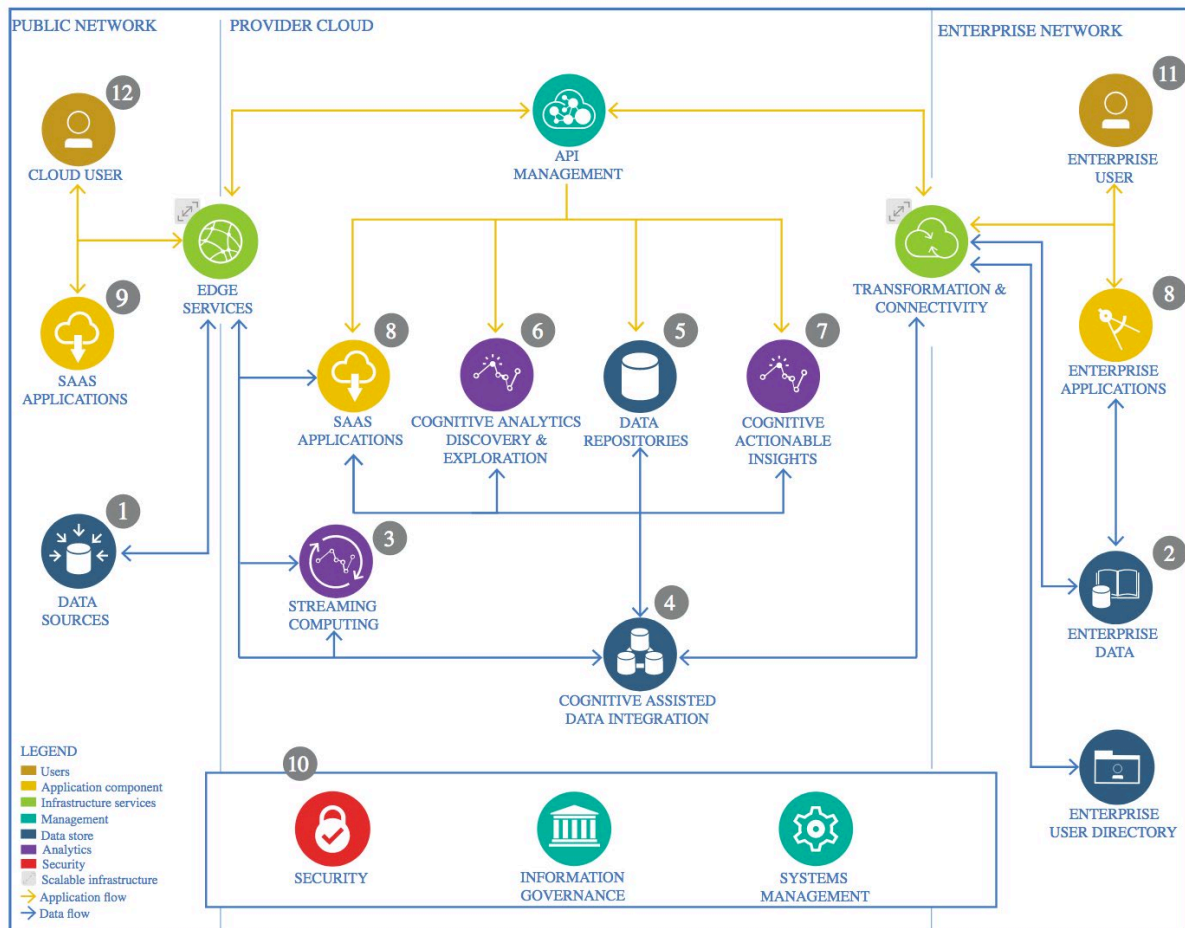 PUBLIC NETWORK
PROVIDER CLOUD
ENTERPRISE NETWORK
12
CLOUD USER
API
MANAGEMENT
11
ENTERPRISE
USER
EDGE
SERVICES
TRANSFORMATION &
CONNECTIVITY
9
SAAS
APPLICATIONS
8
SAAS
APPLICATIONS
6
COGNITIVE ANALYTICS
DISCOVERY &
EXPLORATION
5
DATA
REPOSITORIES
7
COGNITIVE
ACTIONABLE
INSIGHTS
8
ENTERPRISE
APPLICATIONS
1
DATA
SOURCES
3
STREAMING
COMPUTING
4
COGNITIVE ASSISTED
DATA INTEGRATION
2
ENTERPRISE
DATA
ENTERPRISE
USER DIRECTORY
LEGEND
Users
Application component
Infrastructure services
Management
Data store
Analytics
Security
Scalable infrastructure
Application flow
Data flow
10
SECURITY
INFORMATION
GOVERNANCE
SYSTEMS
MANAGEMENT